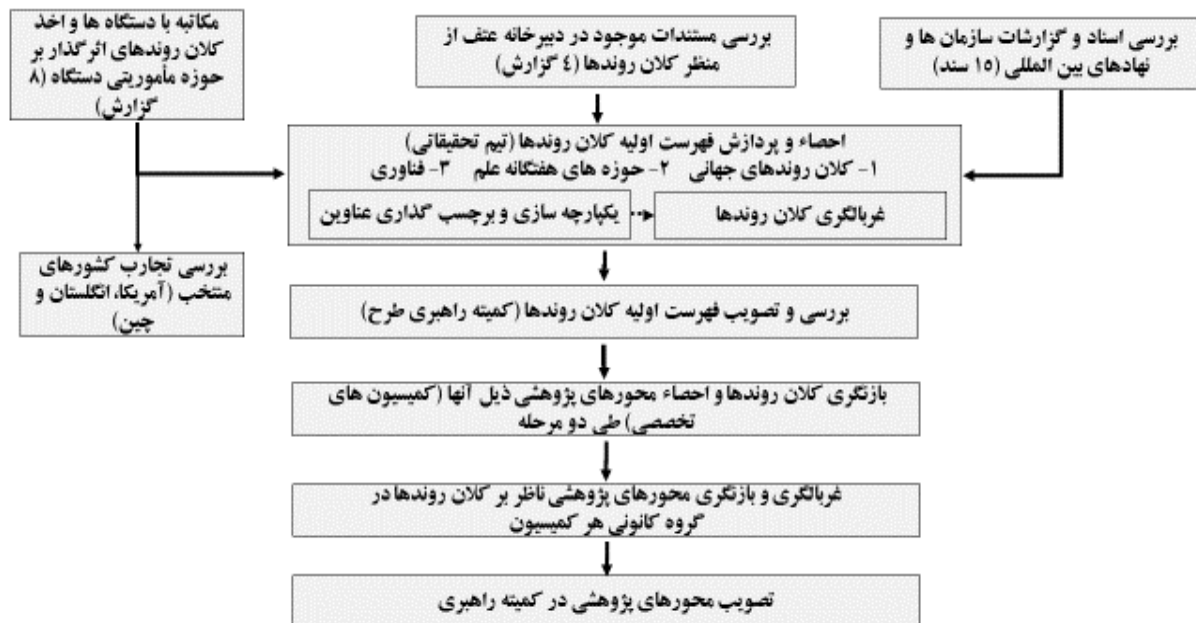 بررسی اسناد و گزارشات سازمان ها و
نهادهای بین المللی (۱۵ سند)
بررسی مستندات موجود در دبیرخانه عتف از
منظر کلان روندها (٤ گزارش)
مکاتبه با دستگاه ها و اخذ
کلان روندهای اثرگذار بر
حوزه مأموریتی دستگاه (۸
گزارش)
احصاء و پردازش فهرست اولیه کلان روندها (تیم تحقیقاتی)
۱- کلان روندهای جهانی ۲- حوزه های هفتگانه علم ۳- فناوری
غربالگری کلان روندها
یکپارچه سازی و برچسب گذاری عناوین
بررسی تجارب کشورهای
منتخب (آمریکا، انگلستان و
چین)
بررسی و تصویب فهرست اولیه کلان روندها (کمیته راهبری طرح)
بازنگری کلان روندها و احصاء محورهای پژوهشی ذیل آنها (کمیسیون های
تخصصی) طی دو مرحله
غربالگری و بازنگری محورهای پژوهشی ناظر بر کلان روندها در
گروه کانونی هر کمیسیون
تصویب محورهای پژوهشی در کمیته راهبری